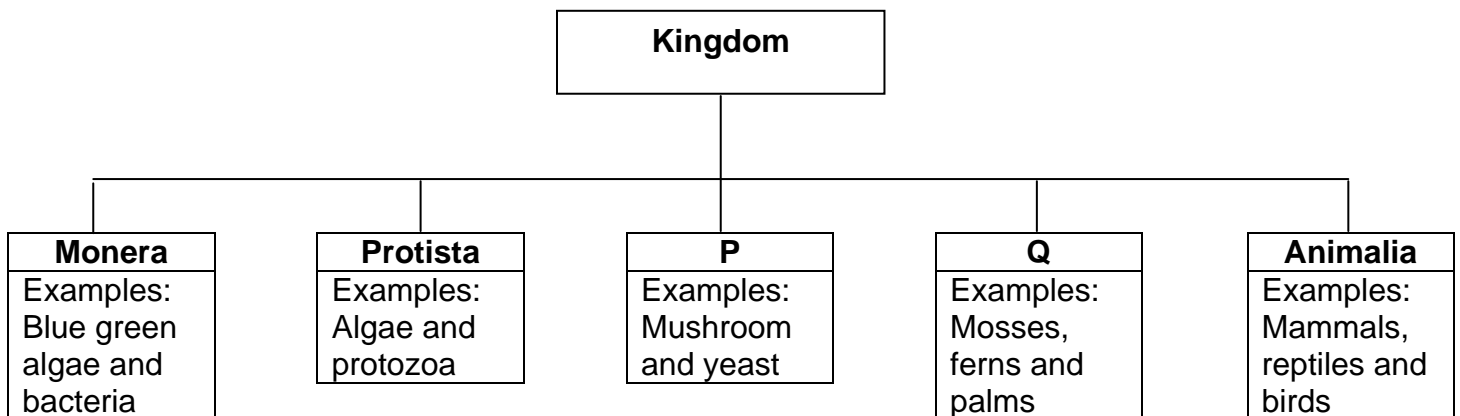 Kingdom
Monera
Examples:
Blue green
algae and
bacteria
Protista
Examples:
Algae and
protozoa
P
Examples:
Mushroom
and yeast
Q
Examples:
Mosses,
ferns and
palms
Animalia
Examples:
Mammals,
reptiles and
birds